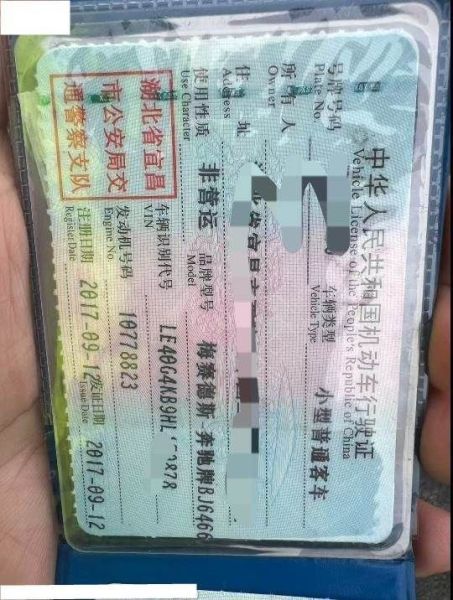 中华人民共和国机动车行驶证
Vehicle License of the People's Republic of China
号牌号码
Plate No.
车辆类型 小型普通客车
Vehicle Type
所有人
Owner
住址
Address
使用性质 非营运 品牌型号 梅赛德斯-奔驰牌BJ6466
Use Character Model
湖北省宜昌
市公安局交
通警察支队
车辆识别代号 LE40G4KB9HL 3878
VIN
发动机号码 10778823
Engine No.
注册日期 2017-09-12 发证日期 2017-09-12
Register Date Issue Date